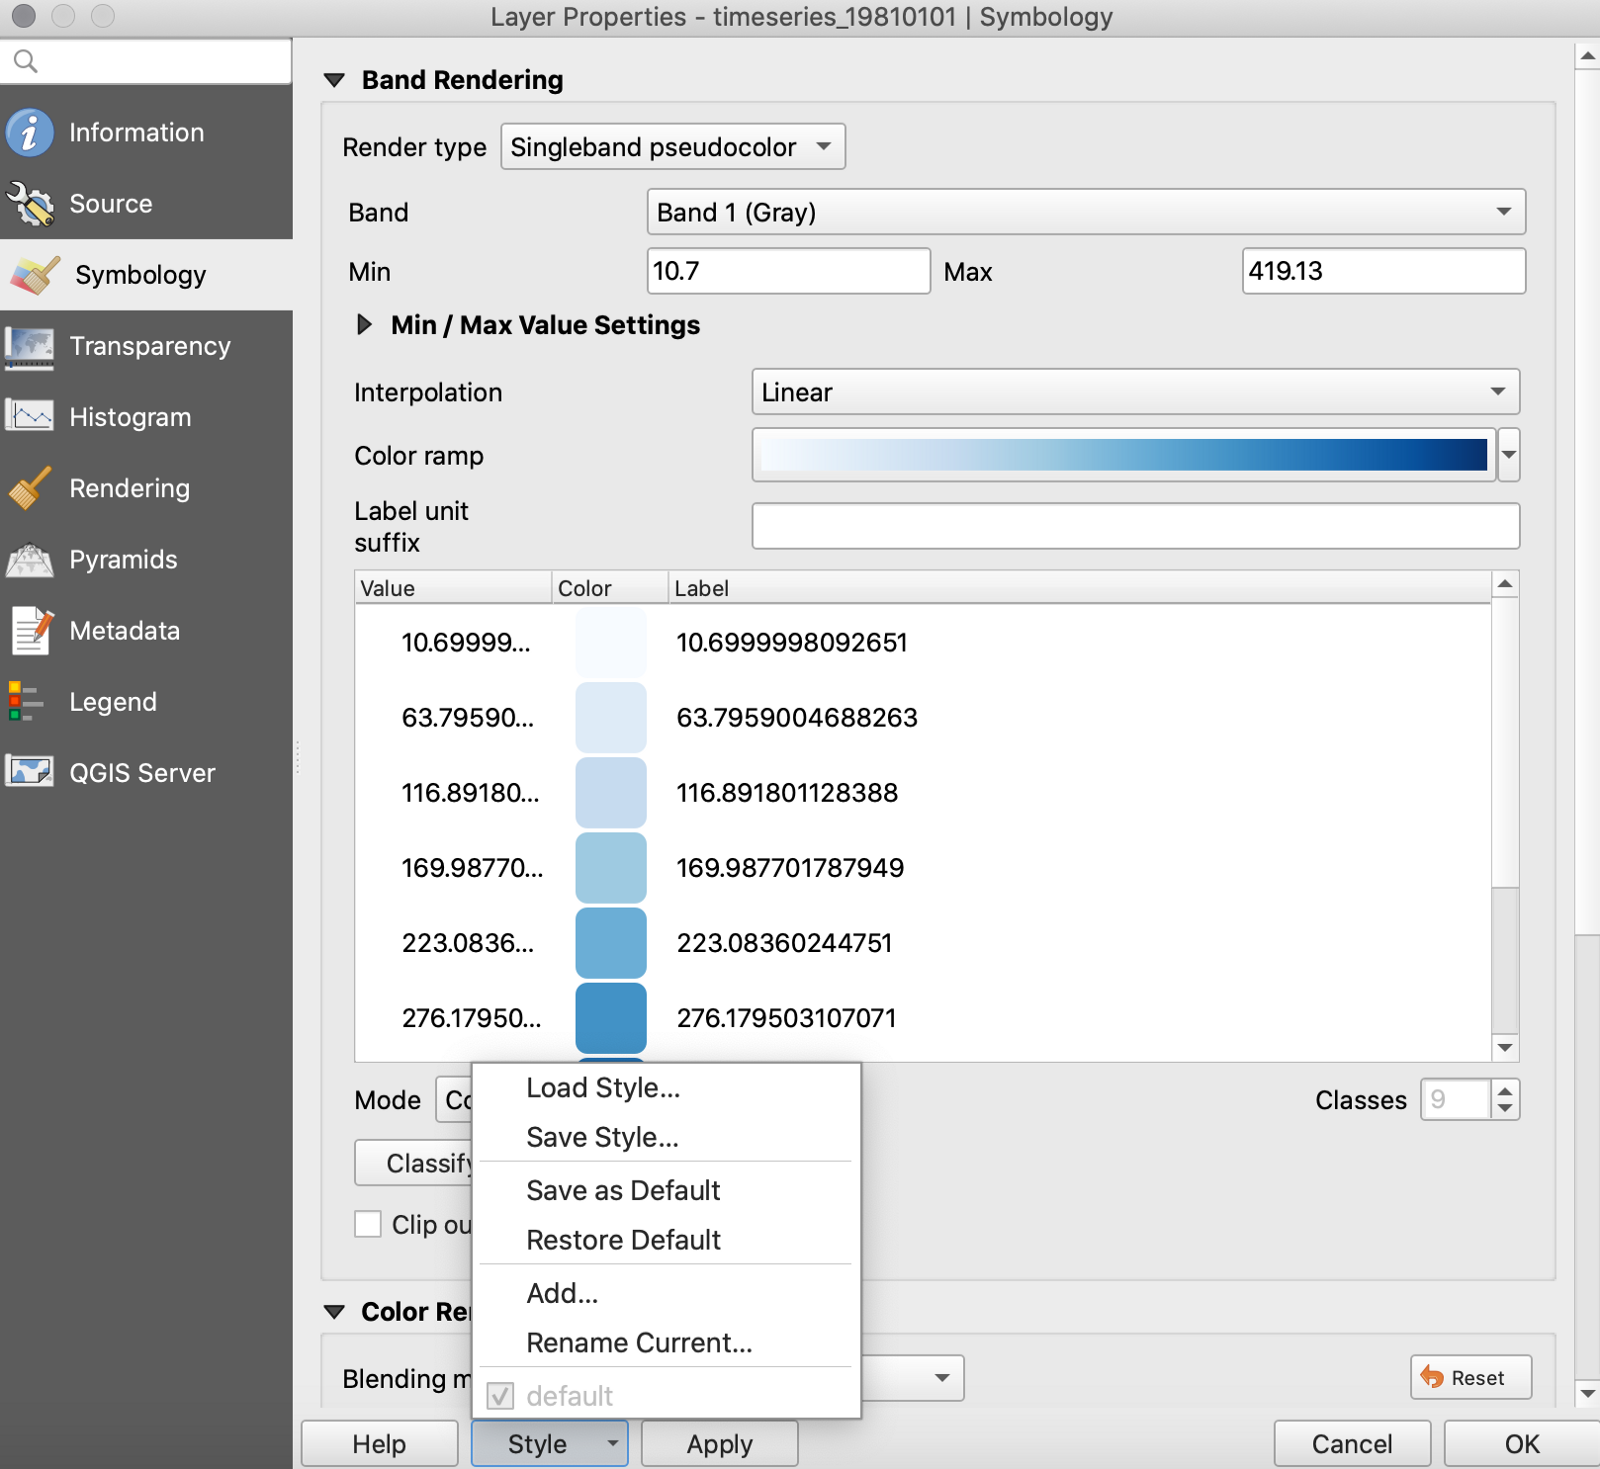 Layer Properties - timeseries_19810101 | Symbology
Information
Source
Symbology
Transparency
Histogram
Rendering
Pyramids
Metadata
Legend
QGIS Server
Band Rendering
Render type Singleband pseudocolor
Band Band 1 (Gray)
Min 10.7 Max 419.13
Min / Max Value Settings
Interpolation Linear
Color ramp
Label unit
suffix
Value Color Label
10.69999... 10.6999998092651
63.79590... 63.7959004688263
116.89180... 116.891801128388
169.98770... 169.987701787949
223.0836... 223.08360244751
276.17950... 276.179503107071
Mode Co Classes 9
Classify
Clip ou
Color Re
Blending m Reset
Load Style...
Save Style...
Save as Default
Restore Default
Add...
Rename Current...
default
Help Style Apply Cancel OK